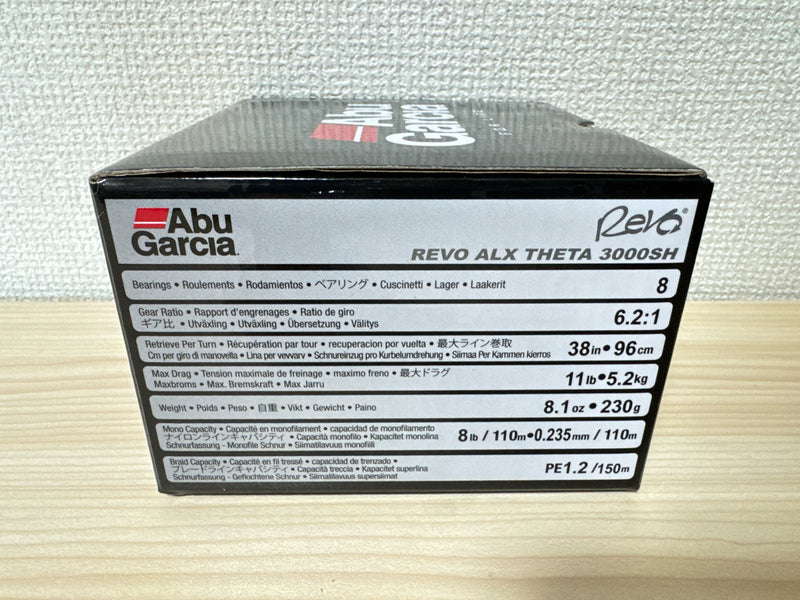 Abu
Garcia
Abu
Garcia
Revo
REVO ALX THETA 3000SH
Bearings • Roulements • Rodamientos • ベアリング • Cuscinetti • Lager • Laakerit
8
Gear Ratio • Rapport d'engrenages • Ratio de giro
ギア比 • Utväxling • Utväxling • Übersetzung • Välitys
6.2:1
Retrieve Per Turn • Récupération par tour • recuperacion por vuelta • 最大ライン巻取
Cm per giro di manovella • Lina per vevvarv • Schnureinzug pro Kurbelumdrehung • Siimaa Per Kammen kierros
38in•96cm
Max Drag • Tension maximale de freinage • maximo freno • 最大ドラグ
Maxbroms • Max. Bremskraft • Max Jarru
11lb•5.2kg
Weight • Poids • Peso • 自重 • Vikt • Gewicht • Paino
8.1oz•230g
Mono Capacity • Capacité en monofilament • capacidad de monofilamento
ナイロンラインキャパシティ • Capacità monofilo • Kapacitet monolina
Schnurfassung - Monofile Schnur • Siimatilavuus monofiili
8lb / 110m•0.235mm / 110m
Braid Capacity • Capacité en fil tressé • capacidad de trenzado •
ブレードラインキャパシティ • Capacità treccia • Kapacitet superlina
Schnurfassung - Geflochtene Schnur • Siimatilavuus supersiimat
PE1.2 /150m